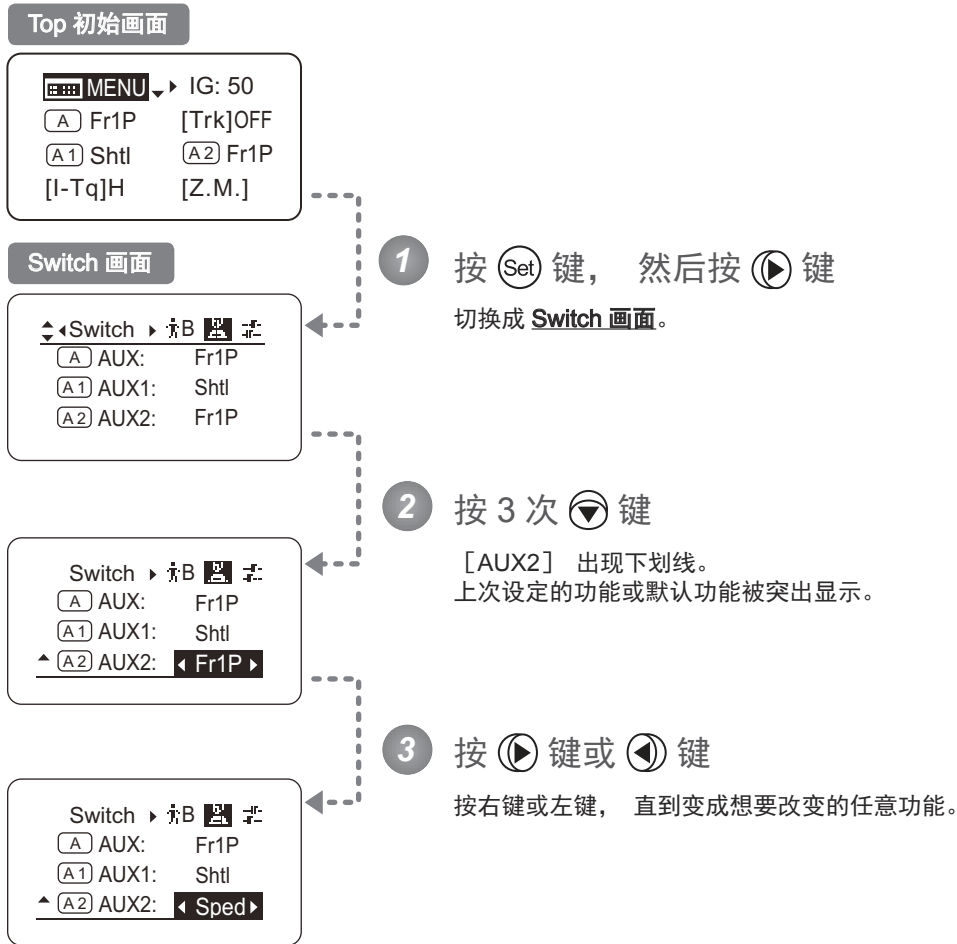 Top 初始画面
MENU IG: 50
A Fr1P [Trk]OFF
A1 Shtl A2 Fr1P
[I-Tq]H [Z.M.]
Switch 画面
Switch B
A AUX: Fr1P
A1 AUX1: Shtl
A2 AUX2: Fr1P
1 按 Set 键， 然后按 键
切换成 Switch 画面。
2 按 3 次 键
［AUX2］ 出现下划线。
上次设定的功能或默认功能被突出显示。
Switch B
A AUX: Fr1P
A1 AUX1: Shtl
A2 AUX2: Fr1P
3 按 键或 键
按右键或左键， 直到变成想要改变的任意功能。
Switch B
A AUX: Fr1P
A1 AUX1: Shtl
A2 AUX2: Sped